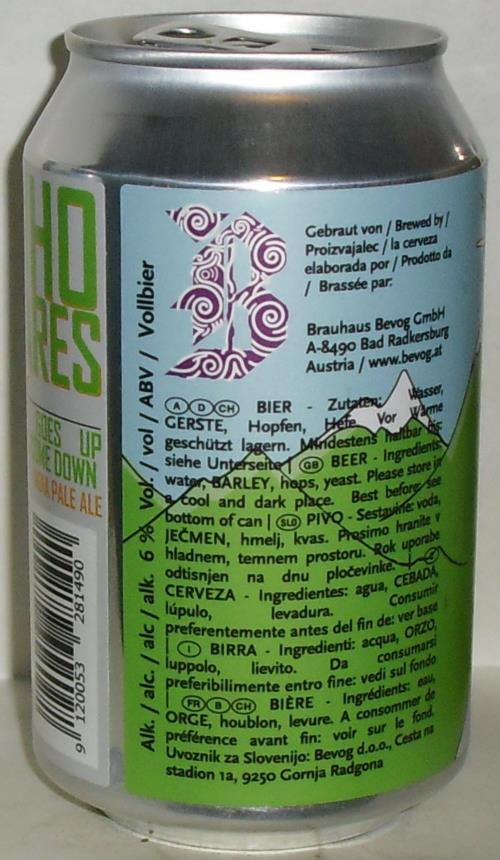 HO
RES
GOES UP
ME DOWN
PALE ALE
9 120053 281490
Alk. / alc. / alc / alk. 6 % Vol. / vol / ABV / Vollbier
B
Gebraut von / Brewed by /
Proizvajalec / la cerveza
elaborada por / Prodotto da
/ Brassée par:
Brauhaus Bevog GmbH
A-8490 Bad Radkersburg
Austria / www.bevog.at
A D CH BIER - Zutaten: Wasser,
GERSTE, Hopfen, Hefe Vor Wärme
geschützt lagern. Mindestens haltbar bis:
siehe Unterseite | GB BEER - Ingredients:
water, BARLEY, hops, yeast. Please store in
a cool and dark place. Best before: see
bottom of can | SLO PIVO - Sestavine: voda,
JEČMEN, hmelj, kvas. Prosimo hranite v
hladnem, temnem prostoru. Rok uporabe
odtisnjen na dnu pločevinke. |
CERVEZA - Ingredientes: agua, CEBADA,
lúpulo, levadura. Consumir
preferentemente antes del fin de: ver base
| I BIRRA - Ingredienti: acqua, ORZO,
luppolo, lievito. Da consumarsi
preferibilimente entro fine: vedi sul fondo
| FR B CH BIÈRE - Ingrédients: eau,
ORGE, houblon, levure. A consommer de
préférence avant fin: voir sur le fond.
Uvoznik za Slovenijo: Bevog d.o.o., Cesta na
stadion 1a, 9250 Gornja Radgona